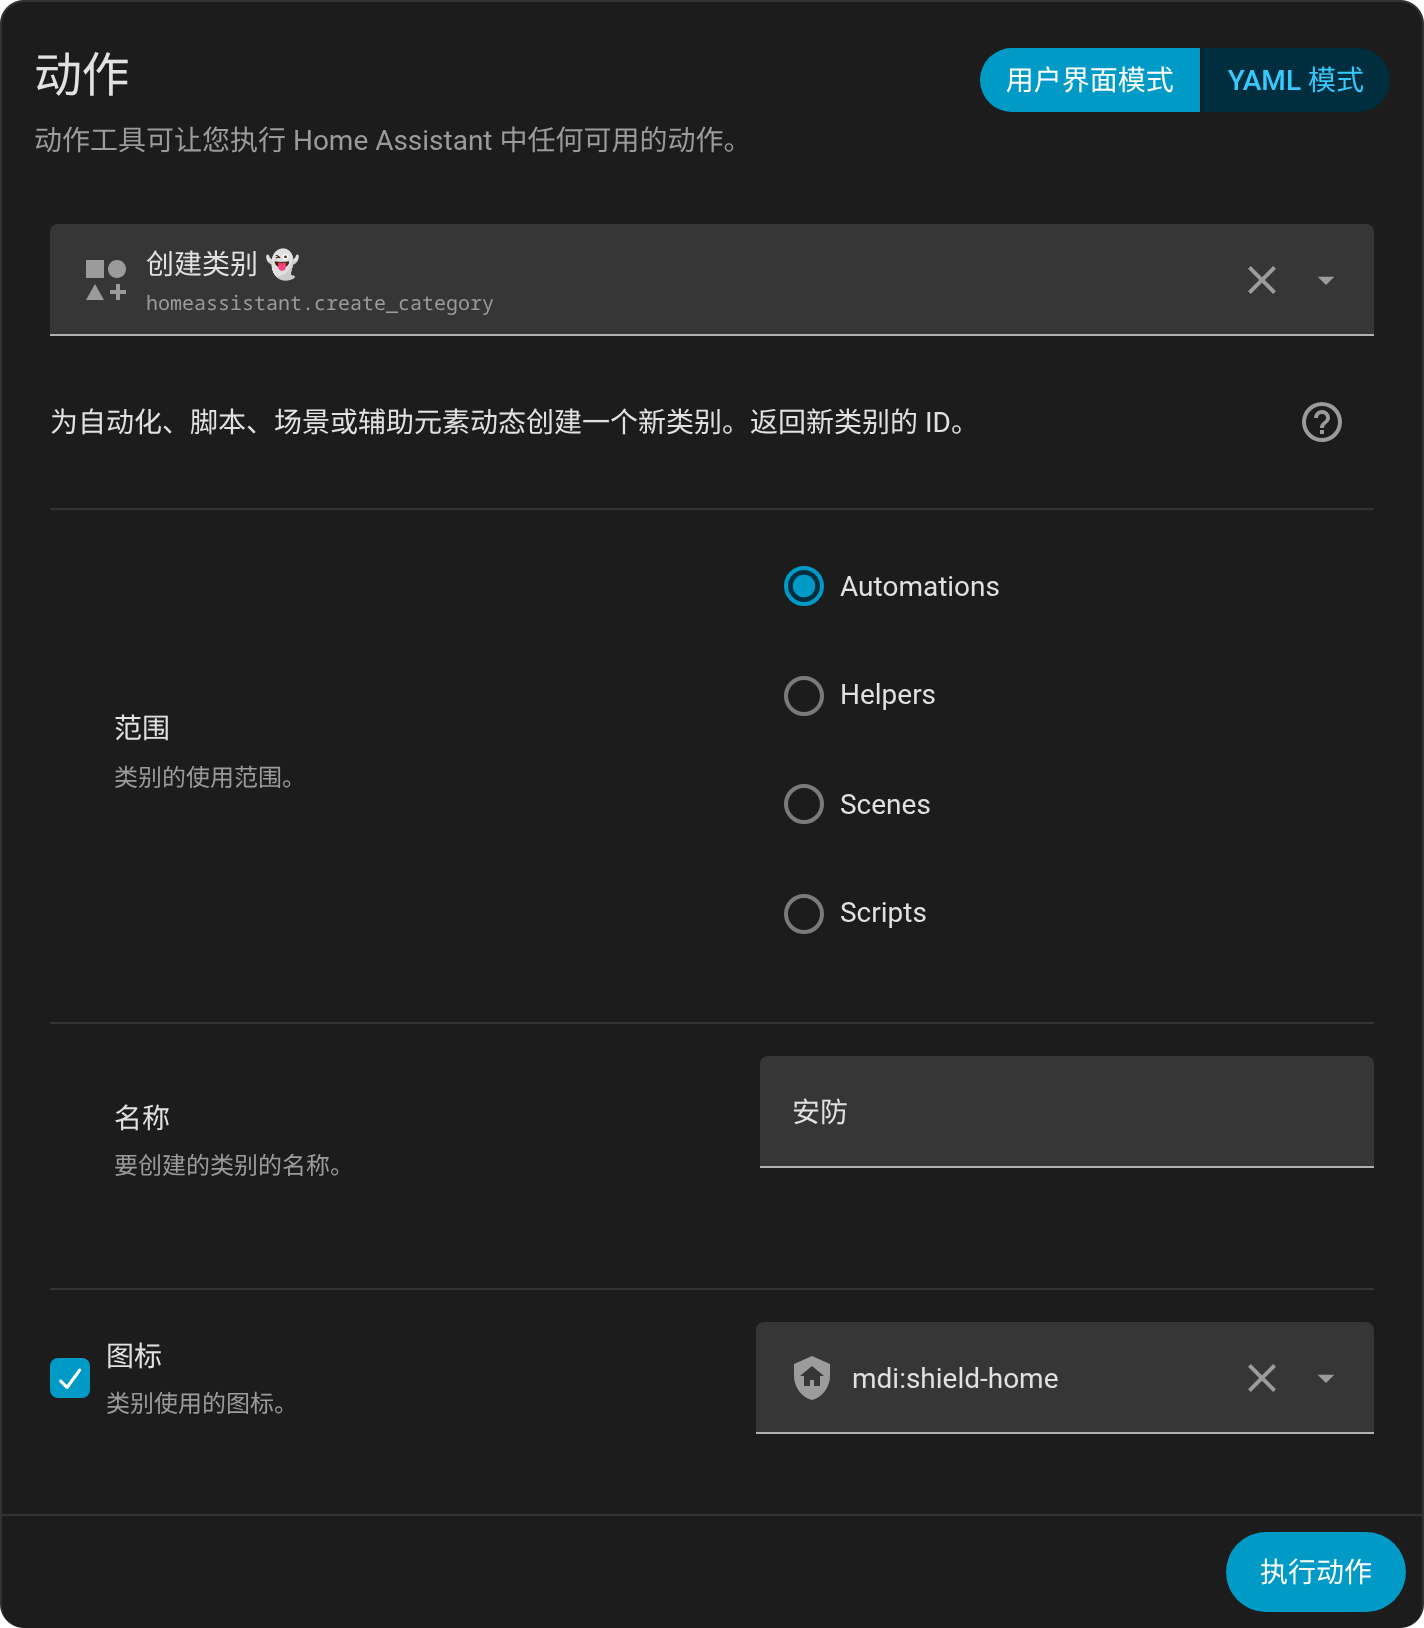 动作
用户界面模式
YAML 模式
动作工具可让您执行 Home Assistant 中任何可用的动作。
创建类别 👻
homeassistant.create_category
为自动化、脚本、场景或辅助元素动态创建一个新类别。返回新类别的 ID。
范围
类别的使用范围。
Automations
Helpers
Scenes
Scripts
名称
要创建的类别的名称。
安防
图标
类别使用的图标。
mdi:shield-home
执行动作